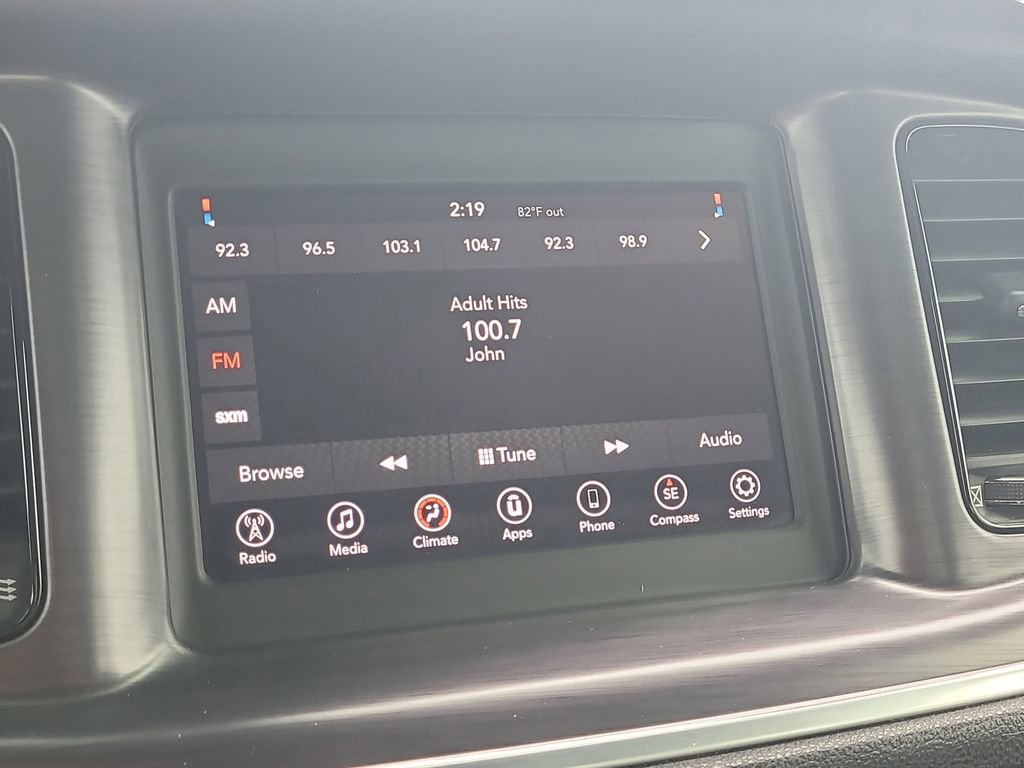 2:19 82°F out
92.3 96.5 103.1 104.7 92.3 98.9
AM
Adult Hits
100.7
John
FM
sxm
Browse Tune Audio
SE
Radio Media Climate Apps Phone Compass Settings